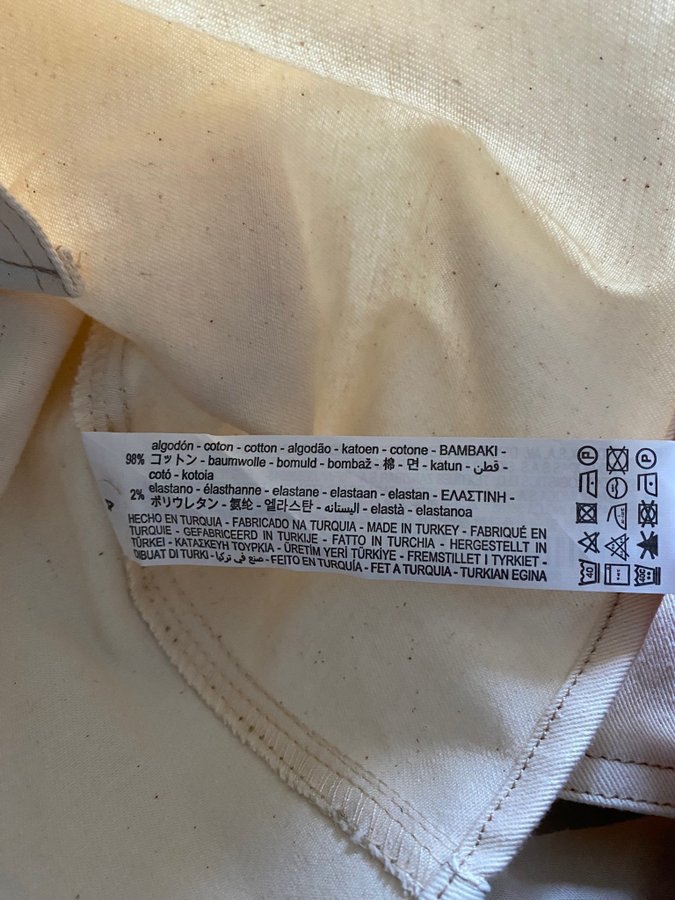 algodón - coton - cotton - algodão - katoen - cotone - BAMBAKI -
98% コットン - baumwolle - bomuld - bombaž - 棉 - 면 - katun - قطن -
cotó - kotoia
elastano - élasthanne - elastane - elastaan - elastan - ΕΛΑΣΤΙΝΗ -
2% ポリウレタン - 氨纶 - 엘라스탄 - اليستانه - elastà - elastanoa
HECHO EN TURQUIA - FABRICADO NA TURQUIA - MADE IN TURKEY - FABRIQUÉ EN
TURQUIE - GEFABRICEERD IN TURKIJE - FATTO IN TURCHIA - HERGESTELLT IN
TÜRKEI - ΚΑΤΑΣΚΕΥΗ ΤΟΥΡΚΙΑ - ÜRETİM YERİ TÜRKİYE - FREMSTILLET I TYRKIET -
DIBUAT DI TURKI - صنع في تركيا - FEITO EN TURQUÍA - FET A TURQUIA - TURKIAN EGINA
P P
40